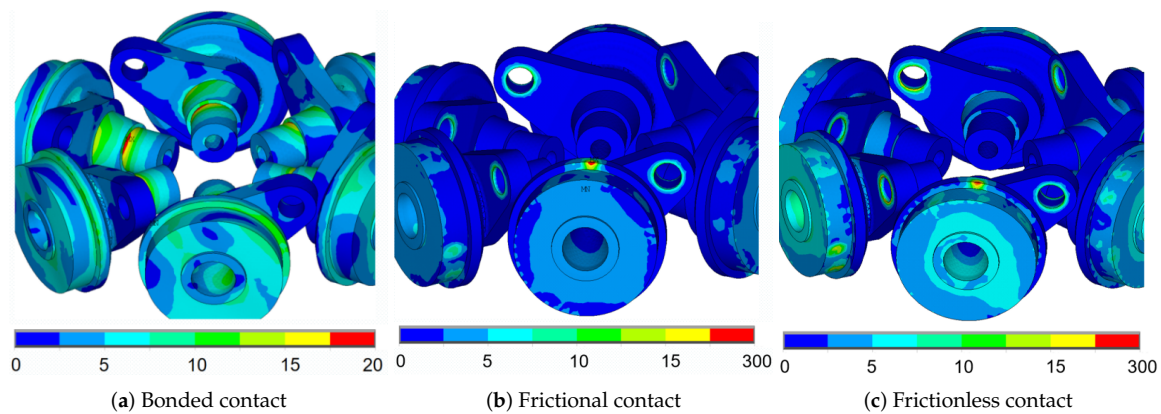 0 5 10 15 20
0 5 10 15 300
0 5 10 15 300
(a) Bonded contact
(b) Frictional contact
(c) Frictionless contact